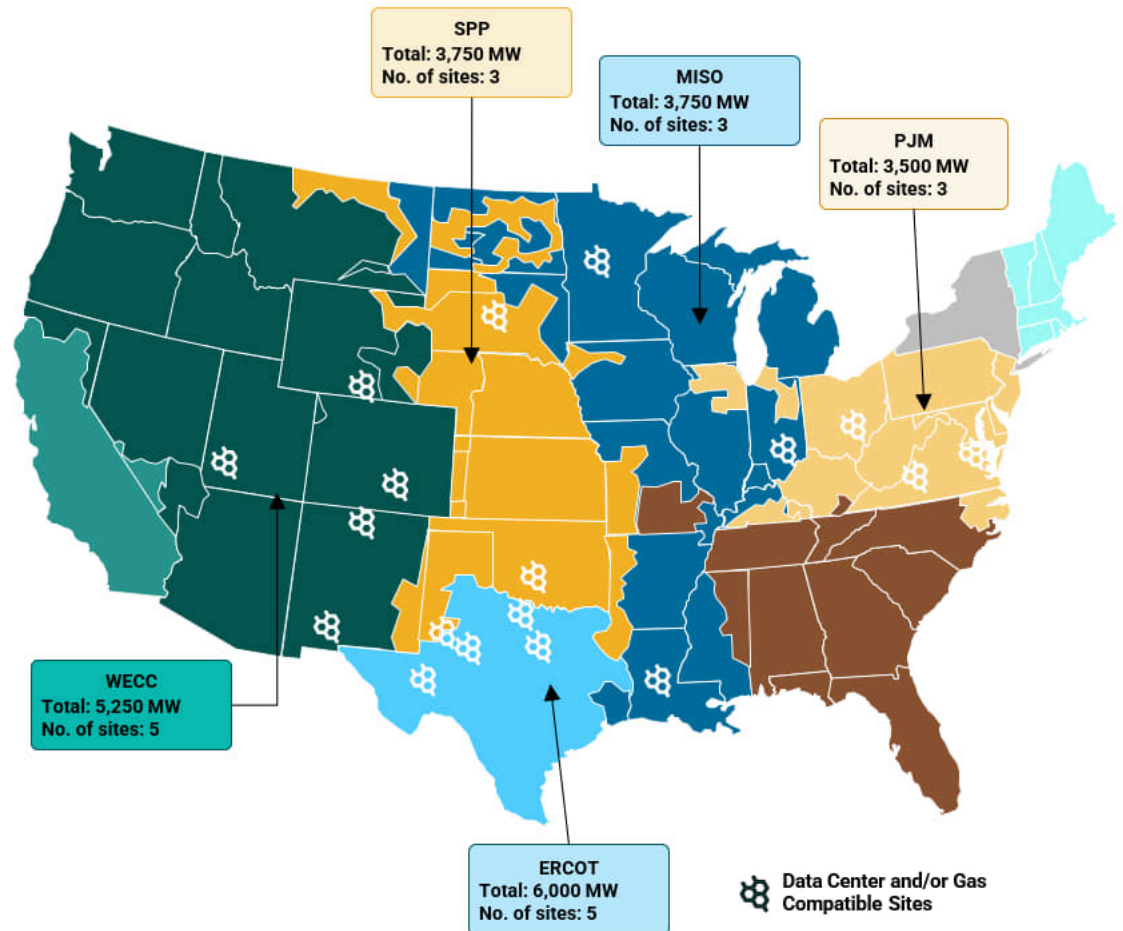 SPP
Total: 3,750 MW
No. of sites: 3
MISO
Total: 3,750 MW
No. of sites: 3
PJM
Total: 3,500 MW
No. of sites: 3
WECC
Total: 5,250 MW
No. of sites: 5
ERCOT
Total: 6,000 MW
No. of sites: 5
Data Center and/or Gas
Compatible Sites